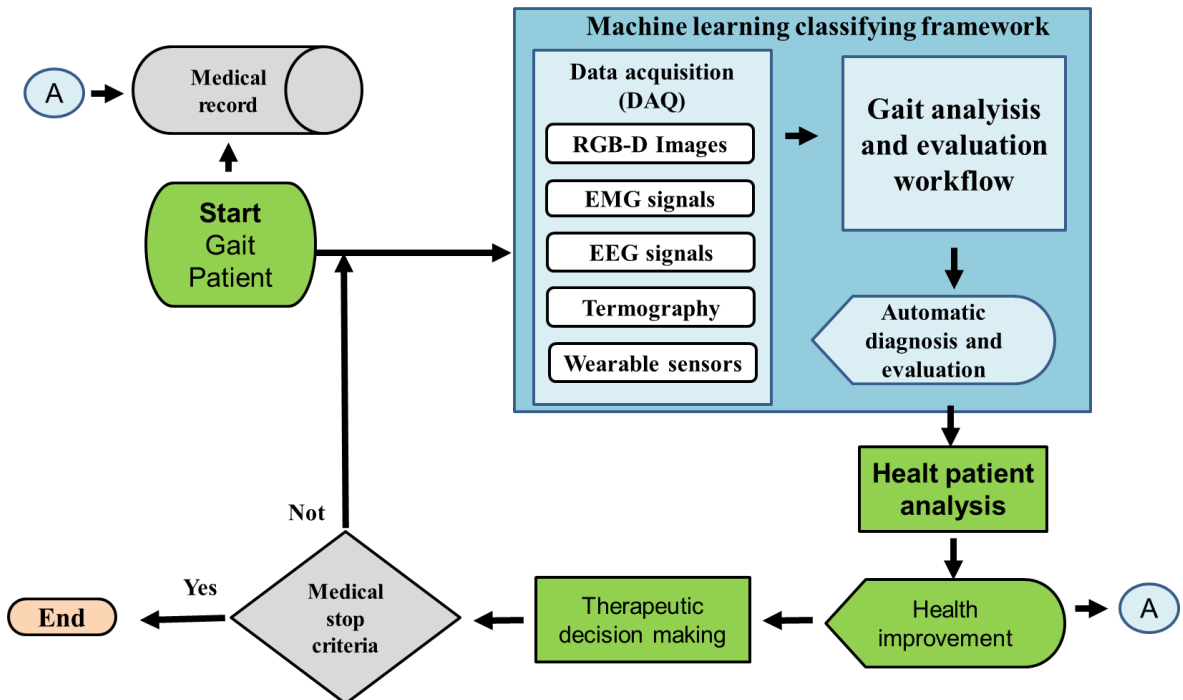 Machine learning classifying framework
A
Medical
record
Start
Gait
Patient
Data acquisition
(DAQ)
RGB-D Images
EMG signals
EEG signals
Termography
Wearable sensors
Gait analyisis
and evaluation
workflow
Automatic
diagnosis and
evaluation
Healt patient
analysis
Health
improvement
A
Therapeutic
decision making
Medical
stop
criteria
Not
Yes
End